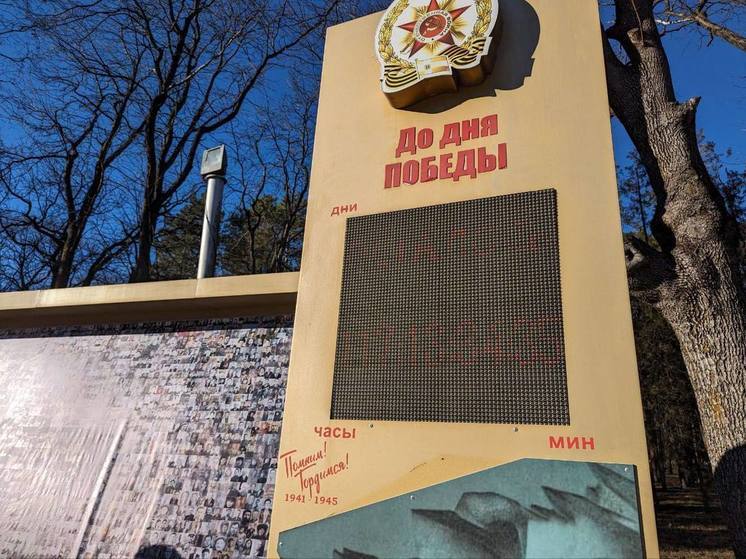 До дня
ПОБЕДЫ
дни
часы
мин
Помним!
Гордимся!
1941 - 1945